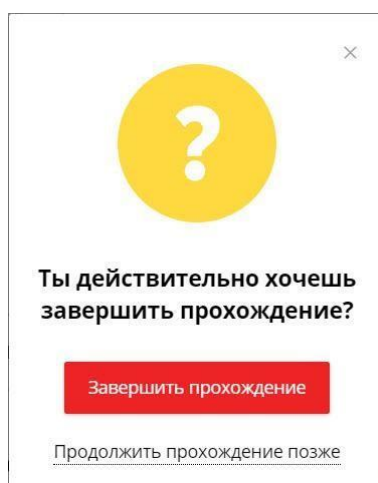 ?
Ты действительно хочешь
завершить прохождение?
Завершить прохождение
Продолжить прохождение позже